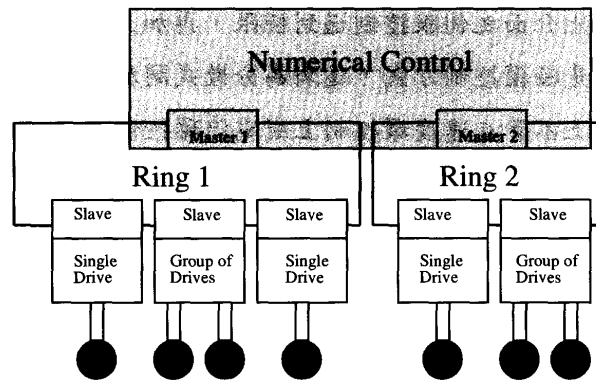 Numerical Control
Master 1
Master 2
Ring 1
Ring 2
Slave
Slave
Slave
Slave
Slave
Single
Drive
Group of
Drives
Single
Drive
Single
Drive
Group of
Drives